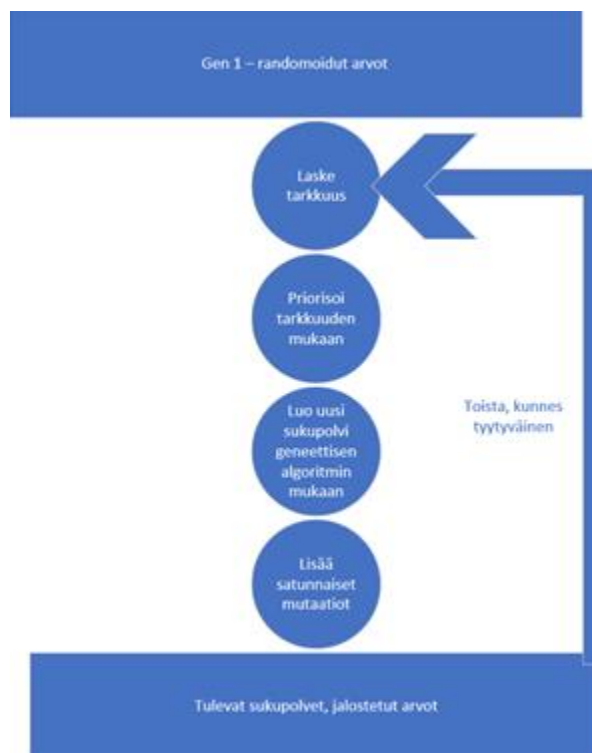 Gen 1 – randomoidut arvot
Laske
tarkkuus
Priorisoi
tarkkuuden
mukaan
Luo uusi
sukupolvi
geneettisen
algoritmin
mukaan
Toista, kunnes
tyytyväinen
Lisää
satunnaiset
mutaatiot
Tulevat sukupolvet, jalostetut arvot